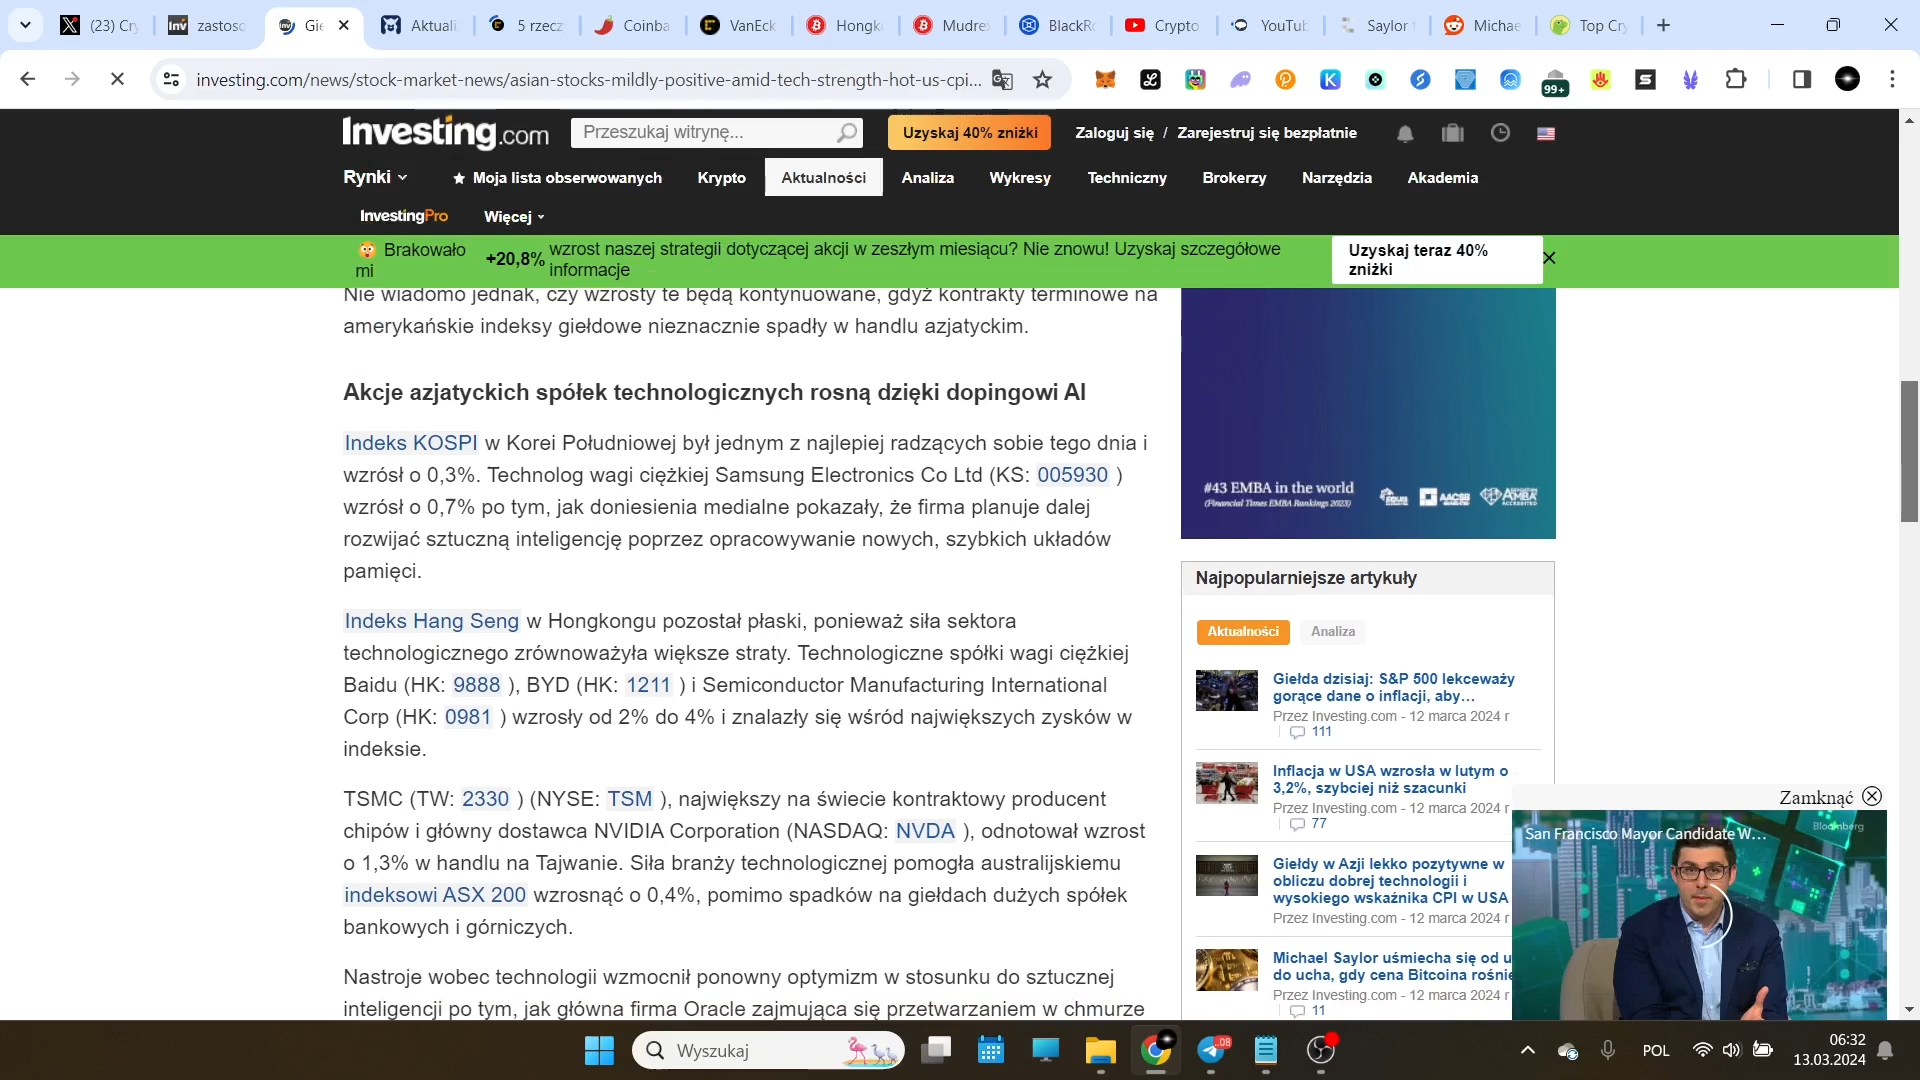 (23) Cry
zastoso
Gie
Aktuali
5 rzecz
Coinba
VanEck
Hongk
Mudre
BlackRo
Crypto
YouTub
Saylor
Michae
Top Cry
investing.com/news/stock-market-news/asian-stocks-mildly-positive-amid-tech-strength-hot-us-cpi...
99+
Investing.com
Przeszukaj witrynę...
Uzyskaj 40% zniżki
Zaloguj się / Zarejestruj się bezpłatnie
Rynki
Moja lista obserwowanych
Krypto
Aktualności
Analiza
Wykresy
Techniczny
Brokerzy
Narzędzia
Akademia
InvestingPro
Więcej
Brakowało
mi
+20,8%
wzrost naszej strategii dotyczącej akcji w zeszłym miesiącu? Nie znowu! Uzyskaj szczegółowe
informacje
Uzyskaj teraz 40%
zniżki
Nie wiadomo jednak, czy wzrosty te będą kontynuowane, gdyż kontrakty terminowe na
amerykańskie indeksy giełdowe nieznacznie spadły w handlu azjatyckim.
Akcje azjatyckich spółek technologicznych rosną dzięki dopingowi AI
Indeks KOSPI w Korei Południowej był jednym z najlepiej radzących sobie tego dnia i
wzrósł o 0,3%. Technolog wagi ciężkiej Samsung Electronics Co Ltd (KS: 005930 )
wzrósł o 0,7% po tym, jak doniesienia medialne pokazały, że firma planuje dalej
rozwijać sztuczną inteligencję poprzez opracowywanie nowych, szybkich układów
pamięci.
Indeks Hang Seng w Hongkongu pozostał płaski, ponieważ siła sektora
technologicznego zrównoważyła większe straty. Technologiczne spółki wagi ciężkiej
Baidu (HK: 9888 ), BYD (HK: 1211 ) i Semiconductor Manufacturing International
Corp (HK: 0981 ) wzrosły od 2% do 4% i znalazły się wśród największych zysków w
indeksie.
TSMC (TW: 2330 ) (NYSE: TSM ), największy na świecie kontraktowy producent
chipów i główny dostawca NVIDIA Corporation (NASDAQ: NVDA ), odnotował wzrost
o 1,3% w handlu na Tajwanie. Siła branży technologicznej pomogła australijskiemu
indeksowi ASX 200 wzrosnąć o 0,4%, pomimo spadków na giełdach dużych spółek
bankowych i górniczych.
Nastroje wobec technologii wzmocnił ponowny optymizm w stosunku do sztucznej
inteligencji po tym, jak główna firma Oracle zajmująca się przetwarzaniem w chmurze
#43 EMBA in the world
(Financial Times EMBA Rankings 2023)
AACSB
Najpopularniejsze artykuły
Aktualności
Analiza
Giełda dzisiaj: S&P 500 lekceważy
gorące dane o inflacji, aby...
Przez Investing.com - 12 marca 2024 r
111
Inflacja w USA wzrosła w lutym o
3,2%, szybciej niż szacunki
Przez Investing.com - 12 marca 2024 r
77
Giełdy w Azji lekko pozytywne w
obliczu dobrej technologii i
wysokiego wskaźnika CPI w USA
Przez Investing.com - 12 marca 2024 r
Michael Saylor uśmiecha się od u
do ucha, gdy cena Bitcoina rośnie
Przez Investing.com - 12 marca 2024 r
11
Zamknąć
San Francisco Mayor Candidate W...
Bloomberg
Wyszukaj
POL
06:32
13.03.2024